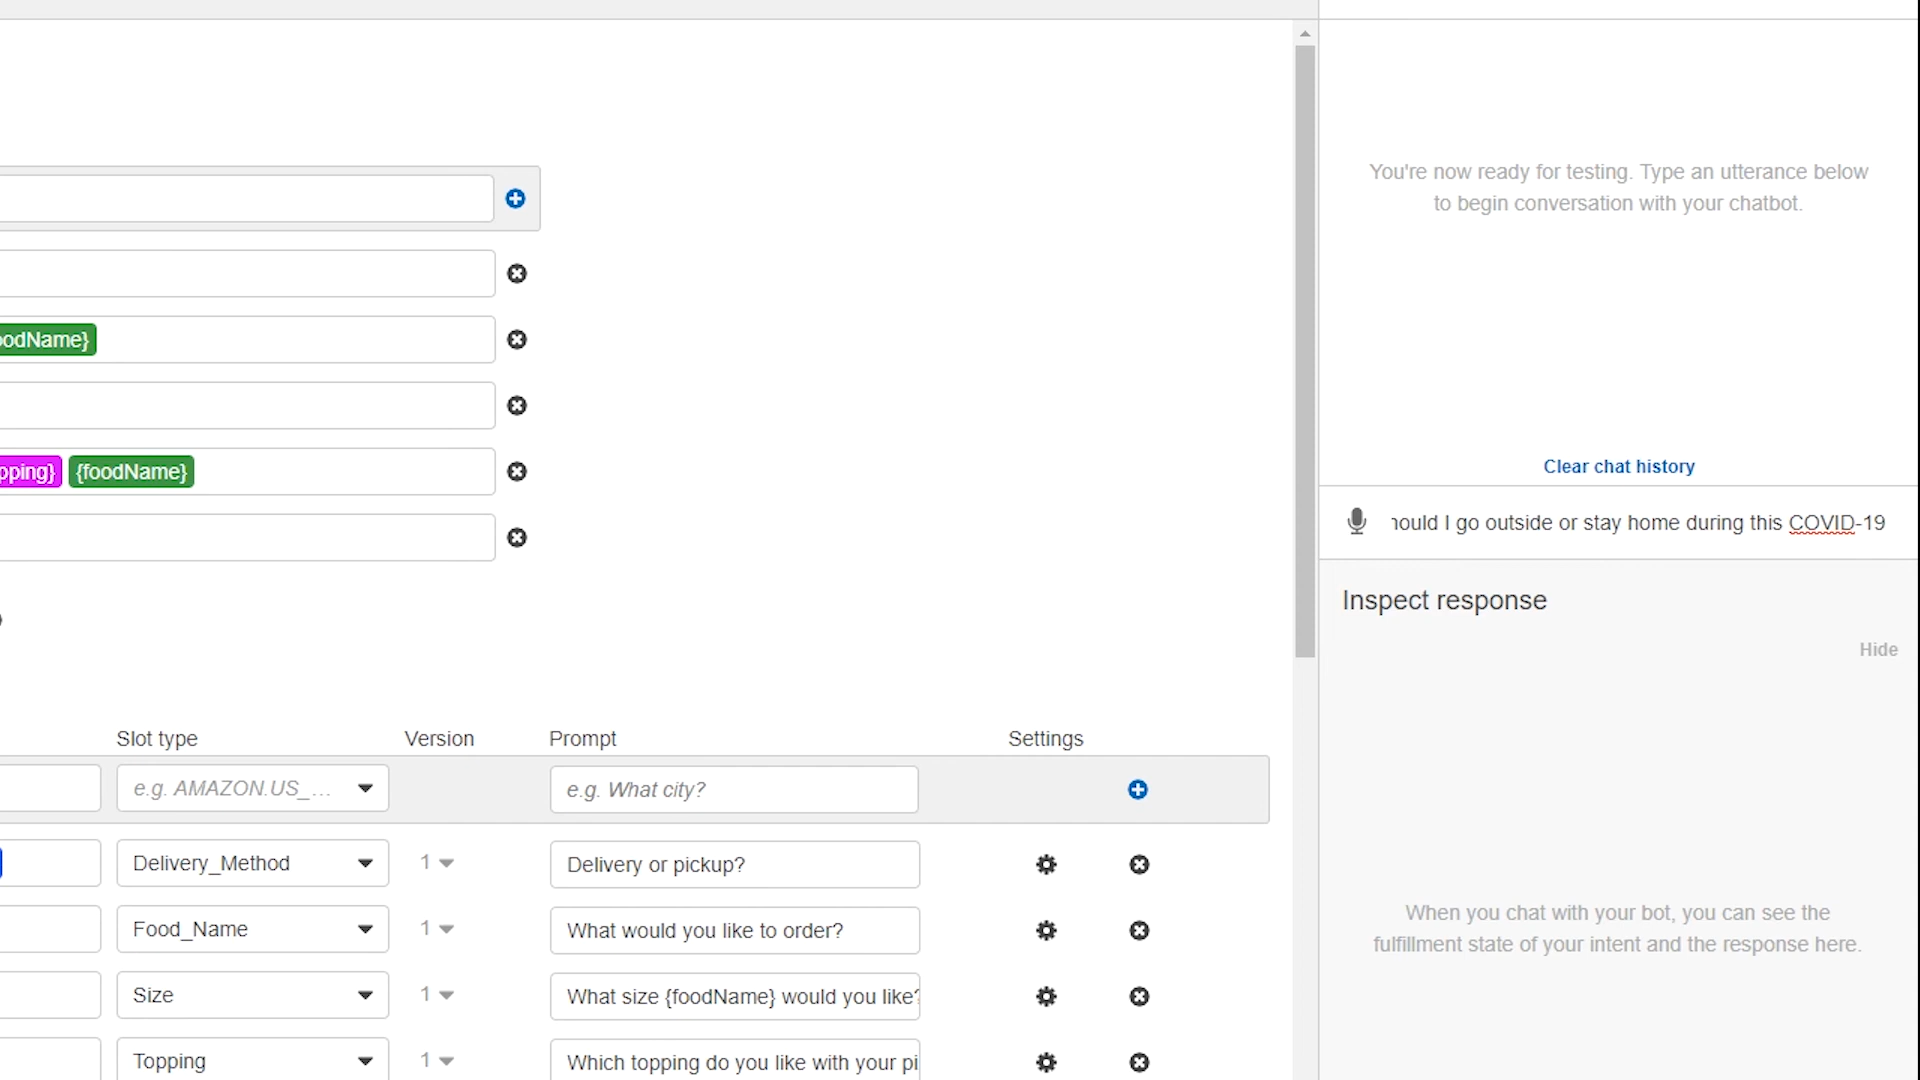 You're now ready for testing. Type an utterance below
to begin conversation with your chatbot.
oodName}
pping} {foodName}
Clear chat history
hould I go outside or stay home during this COVID-19
Inspect response
Hide
Slot type Version Prompt Settings
e.g. AMAZON.US_... e.g. What city?
Delivery_Method 1 Delivery or pickup?
Food_Name 1 What would you like to order?
Size 1 What size {foodName} would you like?
Topping 1 Which topping do you like with your pi
When you chat with your bot, you can see the
fulfillment state of your intent and the response here.